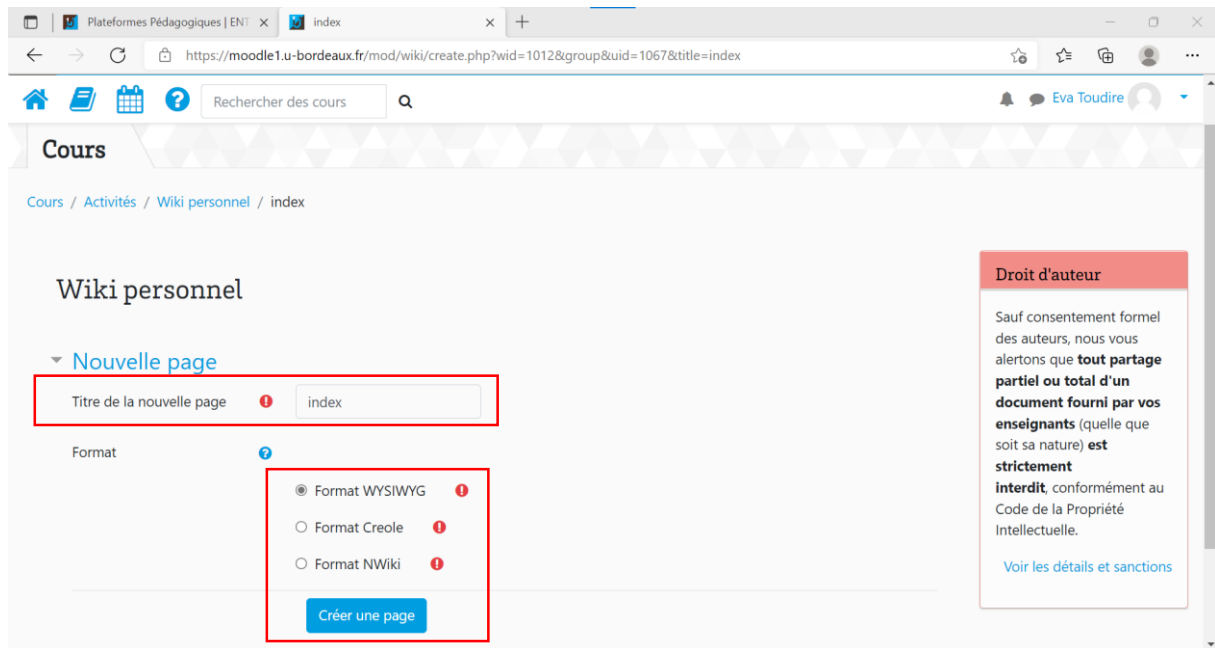 Plateformes Pédagogiques | ENT
index
https://moodle1.u-bordeaux.fr/mod/wiki/create.php?wid=1012&group&uid=1067&title=index
Rechercher des cours
Eva Toudire
Cours
Cours / Activités / Wiki personnel / index
Wiki personnel
Nouvelle page
Titre de la nouvelle page
index
Format
Format WYSIWYG
Format Creole
Format NWiki
Créer une page
Droit d'auteur
Sauf consentement formel
des auteurs, nous vous
alertons que tout partage
partiel ou total d'un
document fourni par vos
enseignants (quelle que
soit sa nature) est
strictement
interdit, conformément au
Code de la Propriété
Intellectuelle.
Voir les détails et sanctions